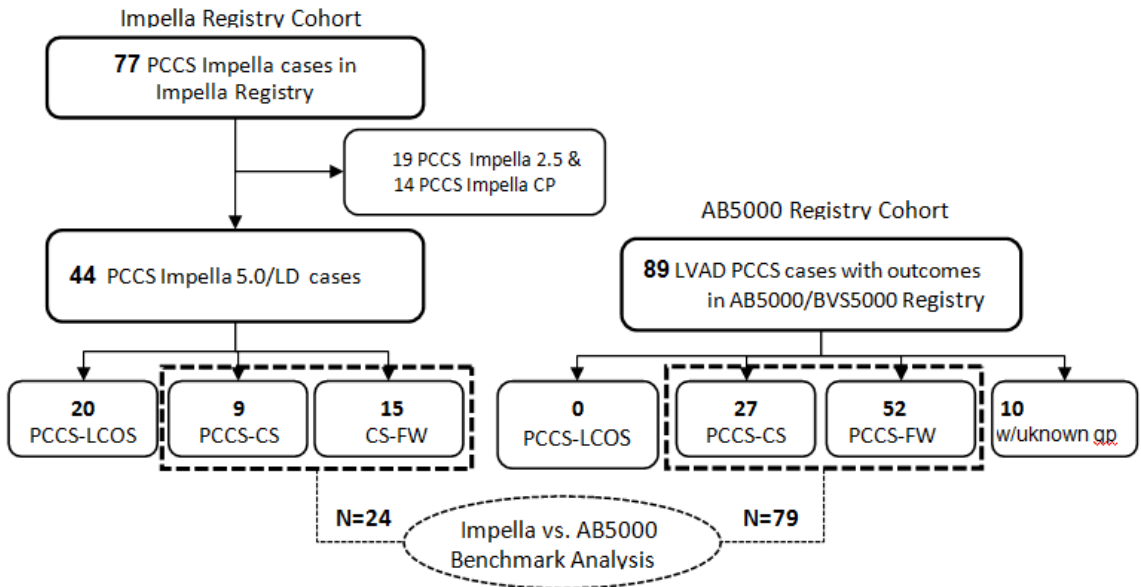 Impella Registry Cohort
77 PCCS Impella cases in
Impella Registry
19 PCCS Impella 2.5 &
14 PCCS Impella CP
44 PCCS Impella 5.0/LD cases
20
PCCS-LCOS
9
PCCS-CS
15
CS-FW
AB5000 Registry Cohort
89 LVAD PCCS cases with outcomes
in AB5000/BVS5000 Registry
0
PCCS-LCOS
27
PCCS-CS
52
PCCS-FW
10
w/uknown gp
N=24
N=79
Impella vs. AB5000
Benchmark Analysis